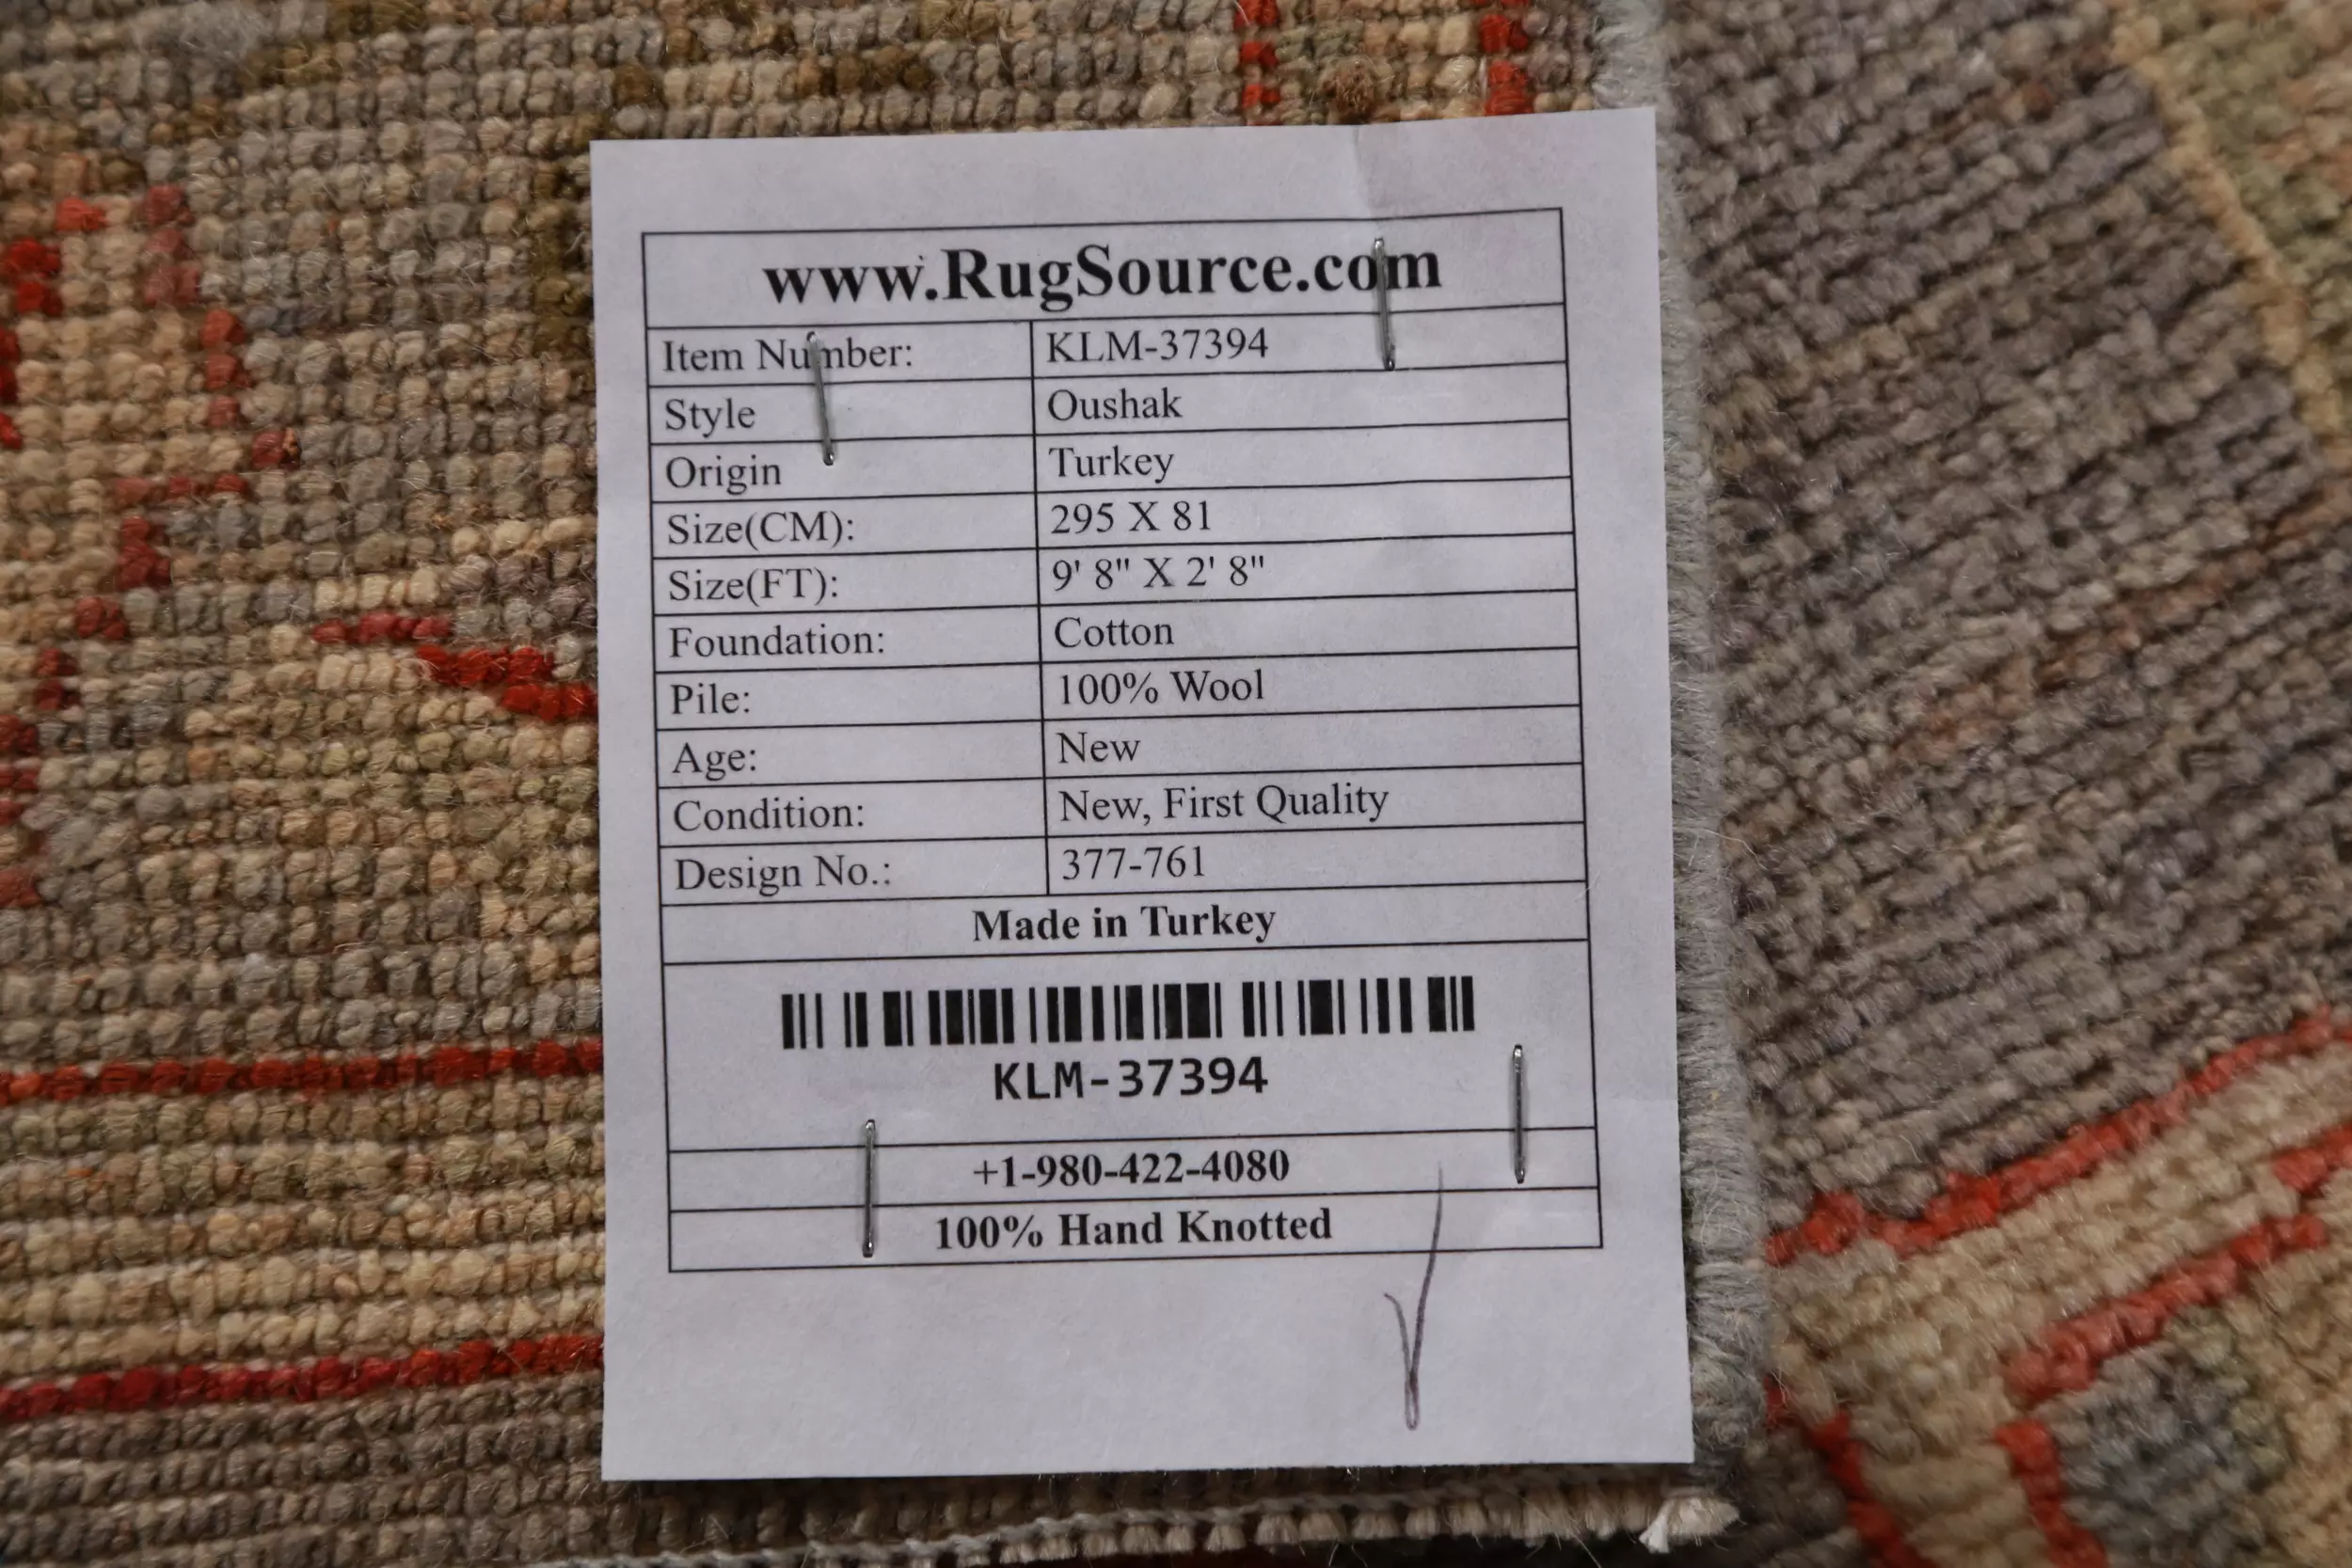 www.RugSource.com
Item Number: KLM-37394
Style Oushak
Origin Turkey
Size(CM): 295 X 81
Size(FT): 9' 8" X 2' 8"
Foundation: Cotton
Pile: 100% Wool
Age: New
Condition: New, First Quality
Design No.: 377-761
Made in Turkey
KLM-37394
+1-980-422-4080
100% Hand Knotted